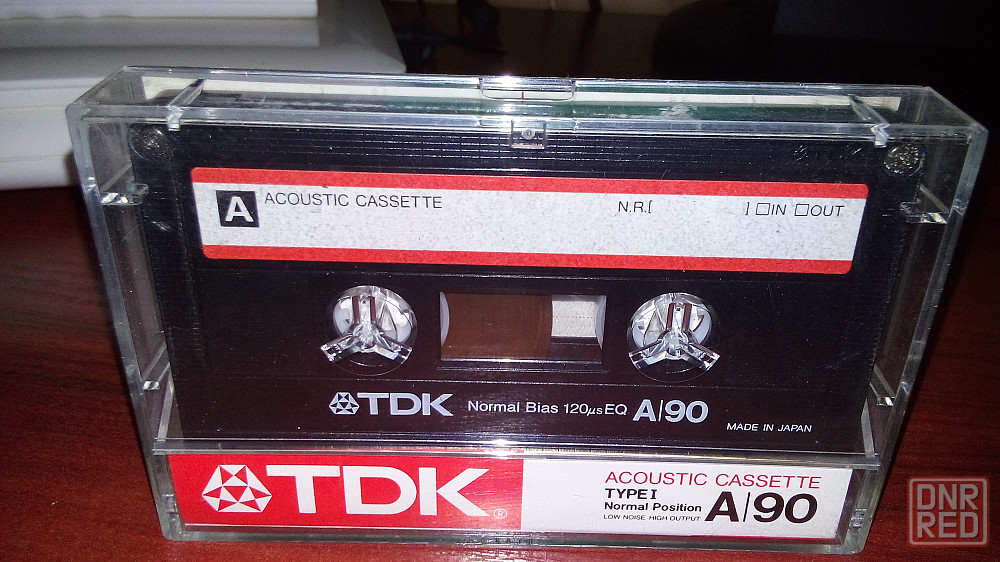 A ACOUSTIC CASSETTE N.R.[ ] □IN □OUT
TDK Normal Bias 120µs EQ A|90
MADE IN JAPAN
TDK®
ACOUSTIC CASSETTE
TYPE I
Normal Position
LOW NOISE HIGH OUTPUT
A|90
DNR
RED